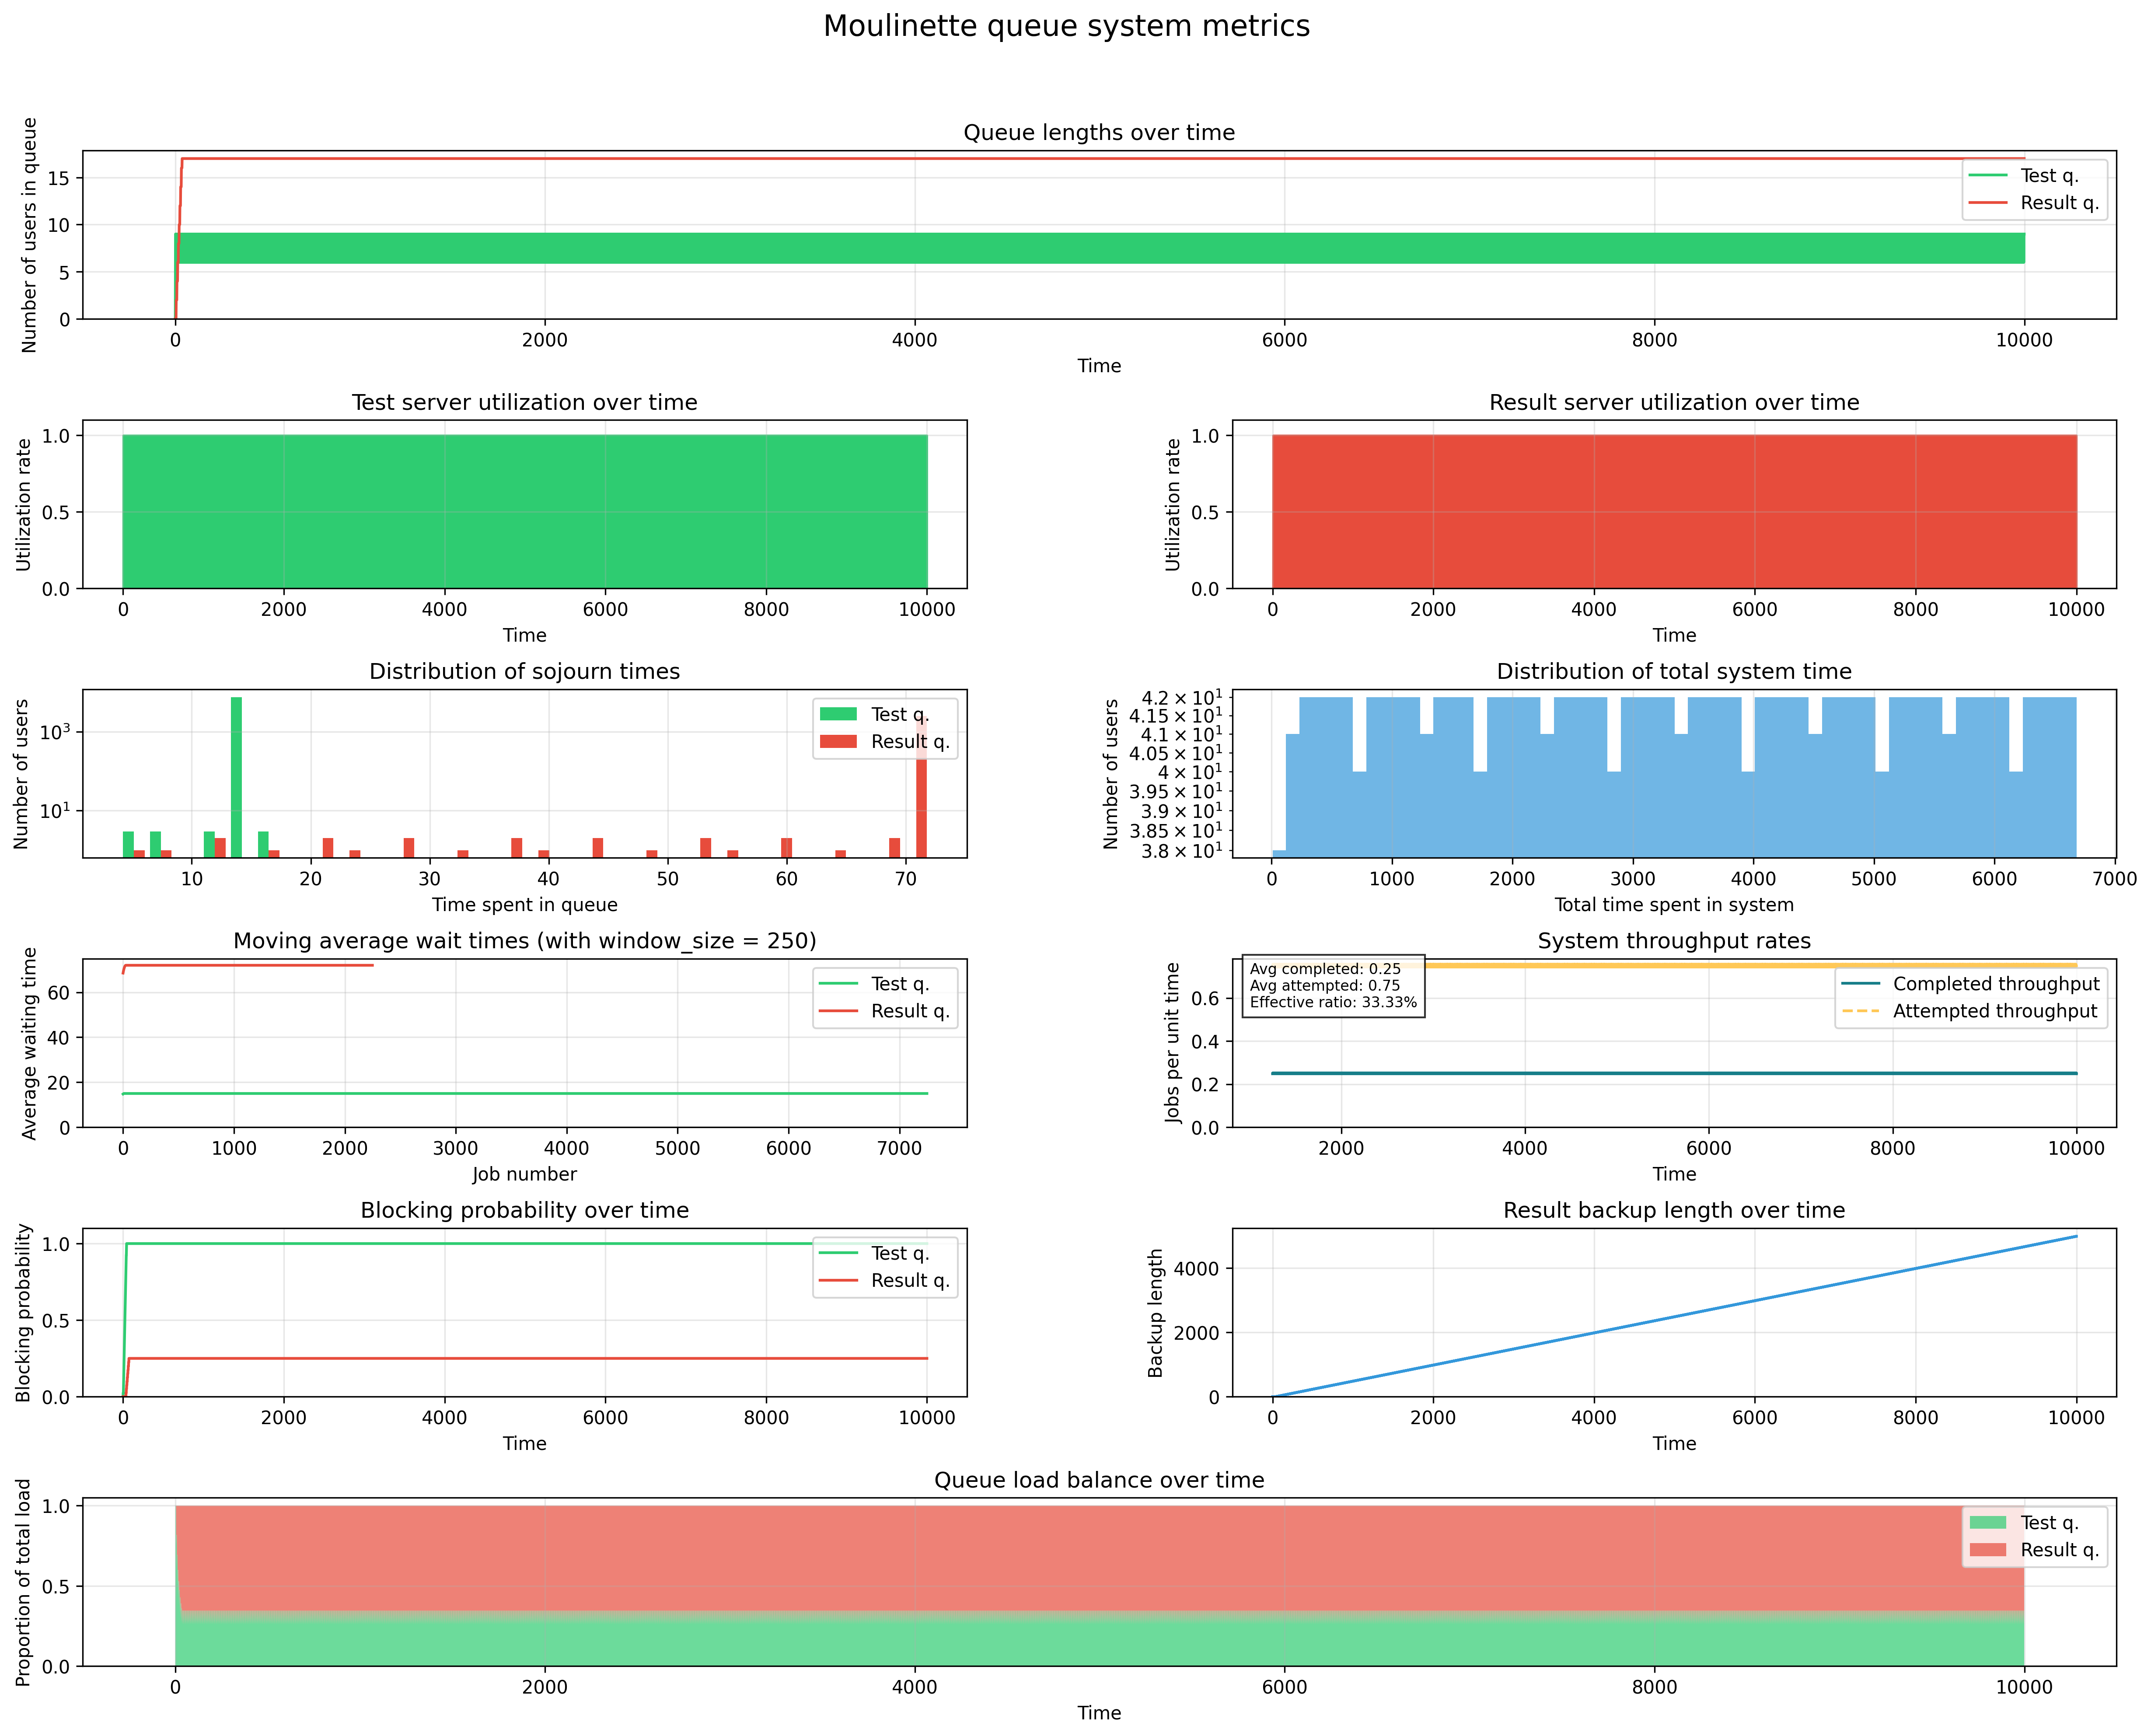 Moulinette queue system metrics
Queue lengths over time
Number of users in queue
15
10
5
0
Test q.
Result q.
0 2000 4000 6000 8000 10000
Time
Test server utilization over time
Utilization rate
1.0
0.5
0.0
0 2000 4000 6000 8000 10000
Time
Result server utilization over time
Utilization rate
1.0
0.5
0.0
0 2000 4000 6000 8000 10000
Time
Distribution of sojourn times
Number of users
10³
10¹
Test q.
Result q.
10 20 30 40 50 60 70
Time spent in queue
Distribution of total system time
Number of users
4.2 × 10¹
4.15 × 10¹
4.1 × 10¹
4.05 × 10¹
4 × 10¹
3.95 × 10¹
3.9 × 10¹
3.85 × 10¹
3.8 × 10¹
0 1000 2000 3000 4000 5000 6000 7000
Total time spent in system
Moving average wait times (with window_size = 250)
Average waiting time
60
40
20
0
Test q.
Result q.
0 1000 2000 3000 4000 5000 6000 7000
Job number
System throughput rates
Jobs per unit time
0.6
0.4
0.2
0.0
Avg completed: 0.25
Avg attempted: 0.75
Effective ratio: 33.33%
Completed throughput
Attempted throughput
2000 4000 6000 8000 10000
Time
Blocking probability over time
Blocking probability
1.0
0.5
0.0
Test q.
Result q.
0 2000 4000 6000 8000 10000
Time
Result backup length over time
Backup length
4000
2000
0
0 2000 4000 6000 8000 10000
Time
Queue load balance over time
Proportion of total load
1.0
0.5
0.0
Test q.
Result q.
0 2000 4000 6000 8000 10000
Time